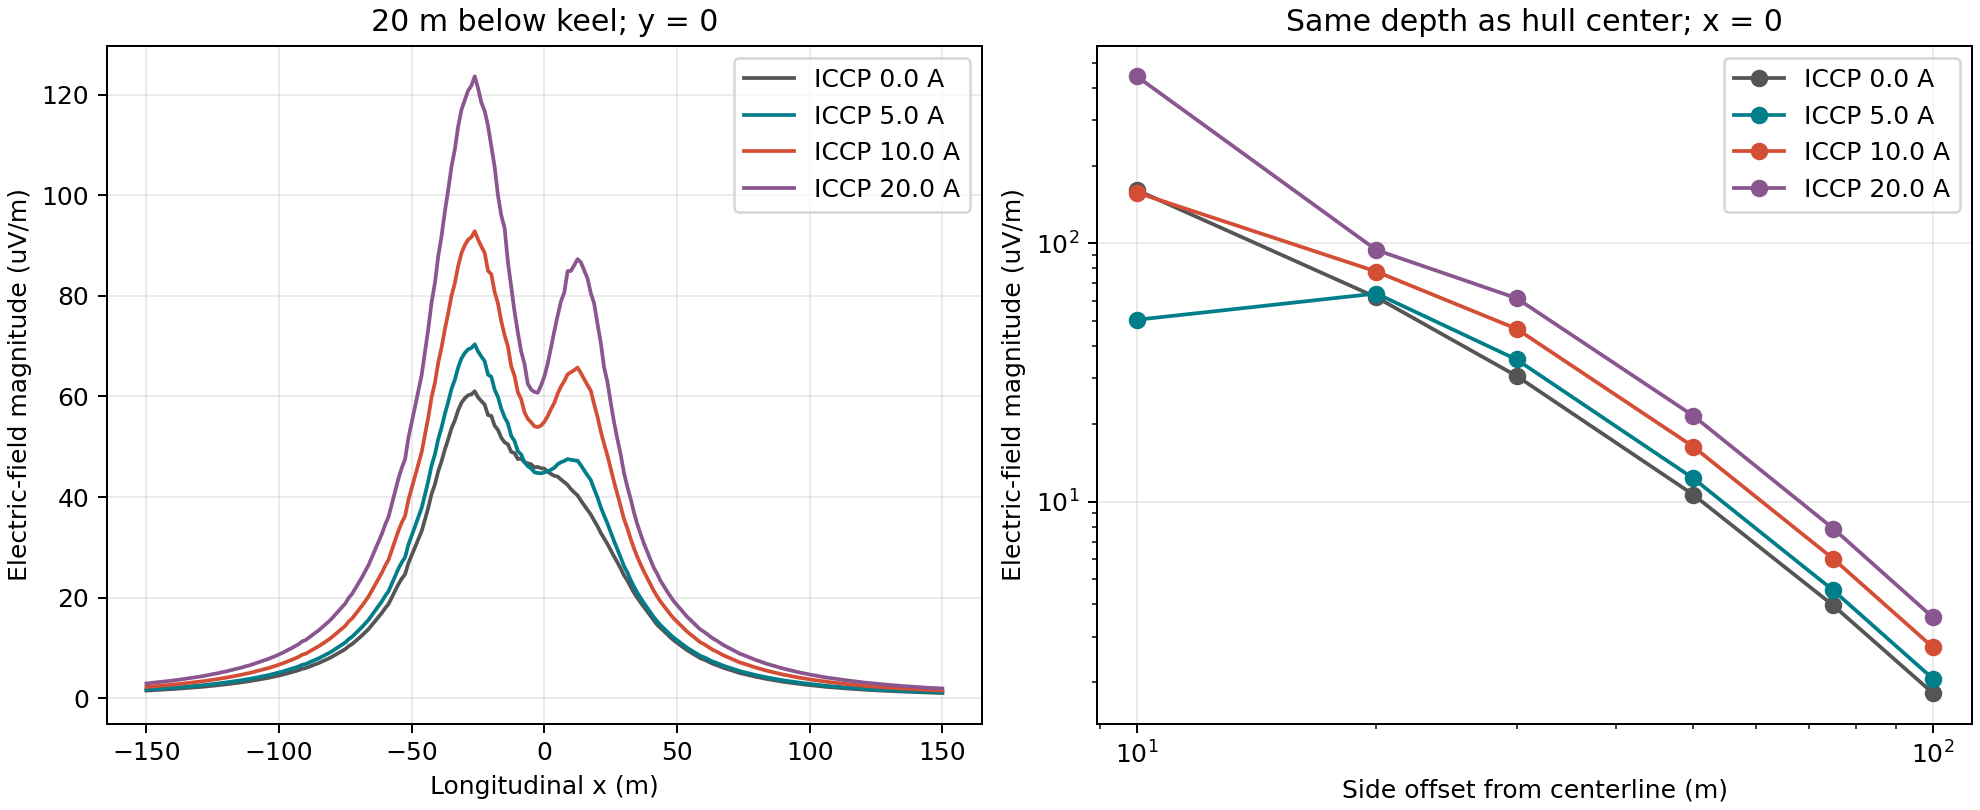 20 m below keel; y = 0
Electric-field magnitude (uV/m)
120
100
80
60
40
20
0
ICCP 0.0 A
ICCP 5.0 A
ICCP 10.0 A
ICCP 20.0 A
−150
−100
−50
0
50
100
150
Longitudinal x (m)
Same depth as hull center; x = 0
Electric-field magnitude (uV/m)
10²
10¹
ICCP 0.0 A
ICCP 5.0 A
ICCP 10.0 A
ICCP 20.0 A
10¹
10²
Side offset from centerline (m)